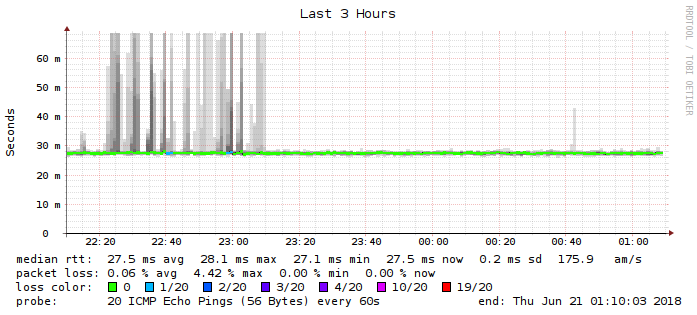 Last 3 Hours
RRDTOOL / TOBI OETIKER
Seconds
60 m
50 m
40 m
30 m
20 m
10 m
0
22:20 22:40 23:00 23:20 23:40 00:00 00:20 00:40 01:00
median rtt: 27.5 ms avg 28.1 ms max 27.1 ms min 27.5 ms now 0.2 ms sd 175.9 am/s
packet loss: 0.06 % avg 4.42 % max 0.00 % min 0.00 % now
loss color: 0 1/20 2/20 3/20 4/20 10/20 19/20
probe: 20 ICMP Echo Pings (56 Bytes) every 60s end: Thu Jun 21 01:10:03 2018